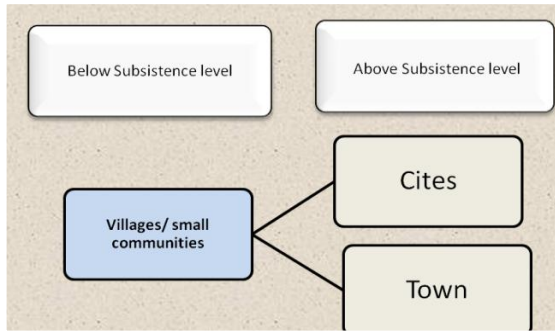 Below Subsistence level
Above Subsistence level
Cites
Villages/ small
communities
Town